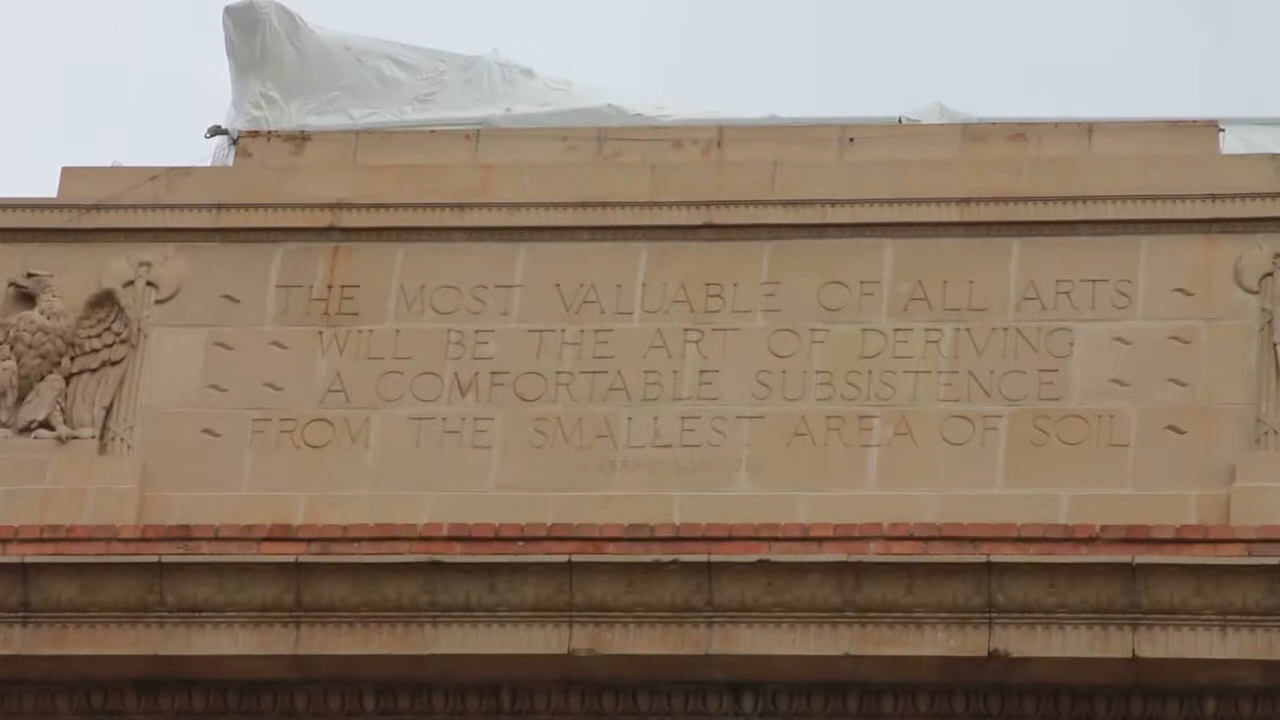 ~ THE MOST VALUABLE OF ALL ARTS ~
~ ~ WILL BE THE ART OF DERIVING ~ ~
~ ~ A COMFORTABLE SUBSISTENCE ~ ~
~ FROM THE SMALLEST AREA OF SOIL ~